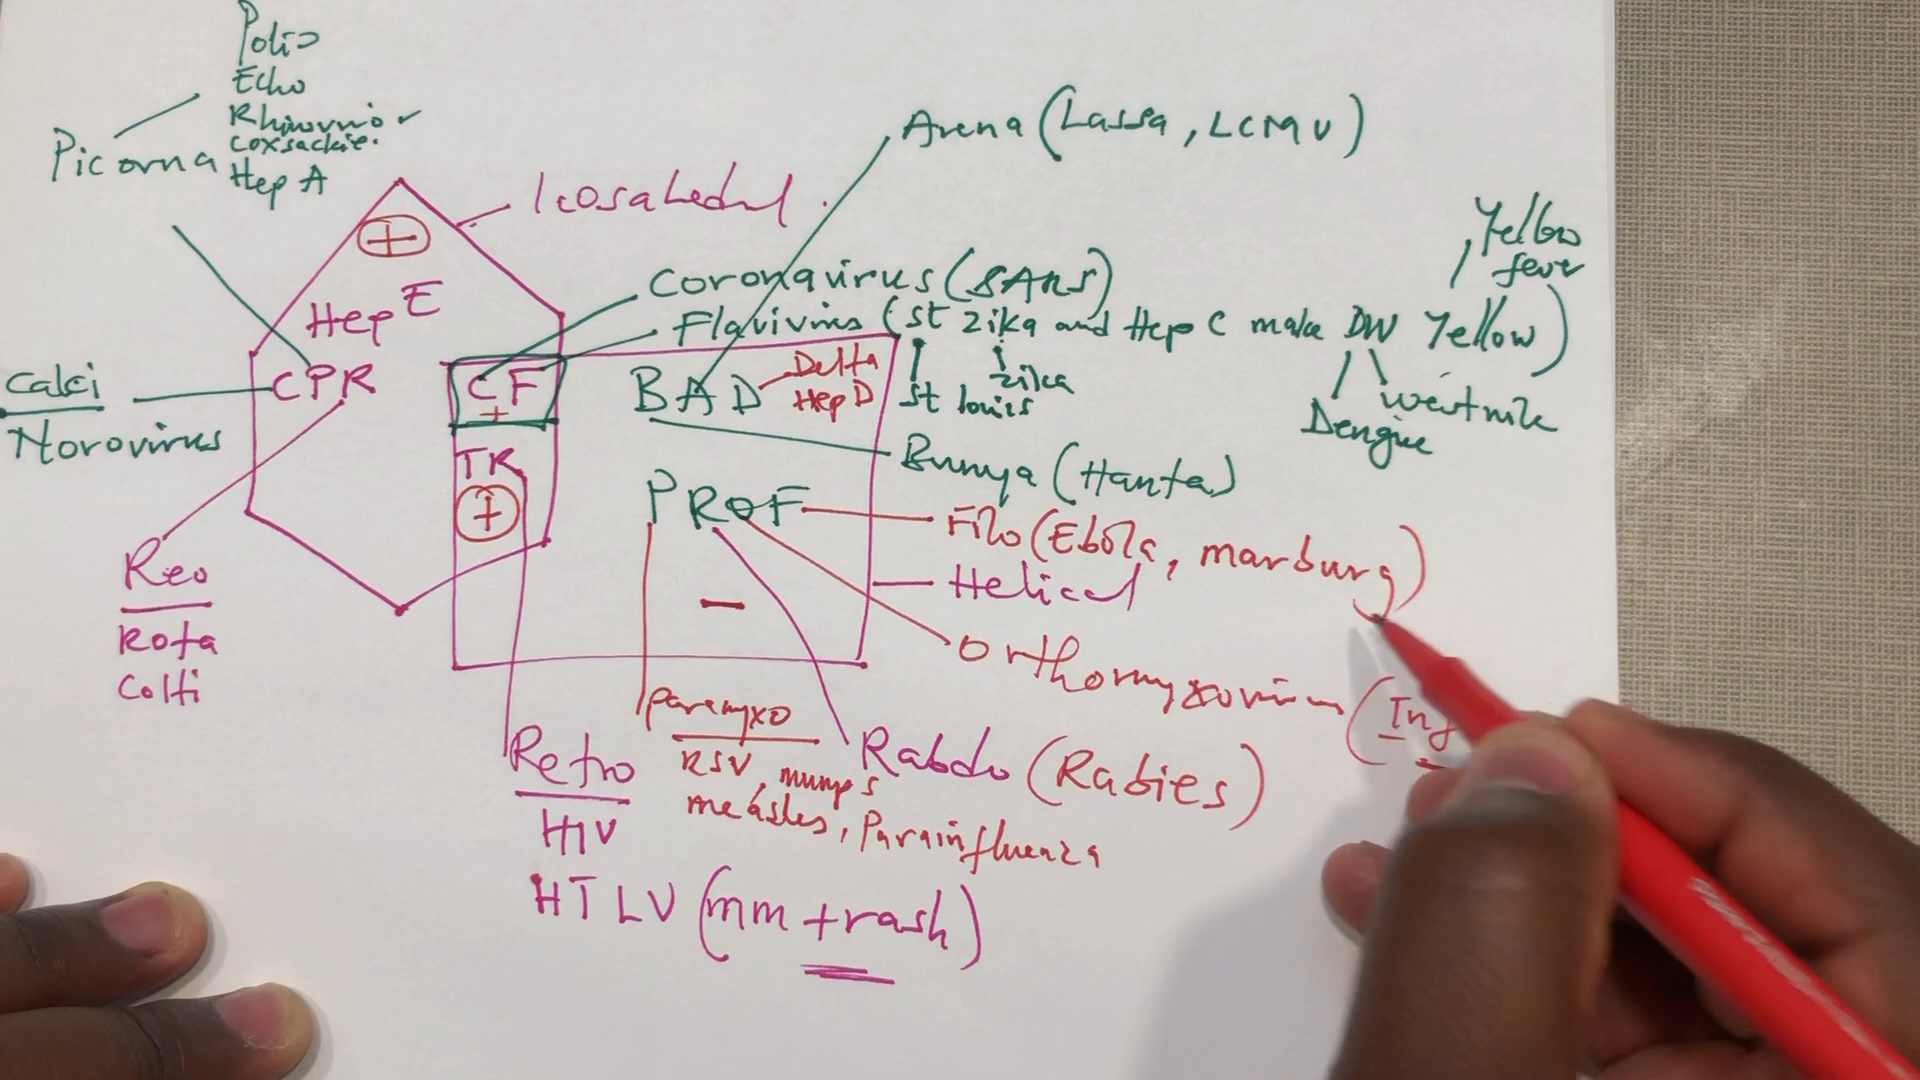 Polio
Echo
Rhinovirus
Coxsackie.
Hep A
Picorna
Icosahedral
Arena (Lassa, LCMV)
Yellow
fever
+
Hep E
Coronavirus (SARS)
Flavivirus (St Zika and Hep C make DW Yellow)
CPR
Calci
Norovirus
CF
+
BAD
Delta
Hep D
St louis
zika
Dengue
westnile
TR
+
Bunya (Hanta)
PROF
Filo (Ebola, marburg)
Helical
-
Reo
Rota
Colti
Orthomyxovirus (Inf
paramyxo
RSV, mumps
measles, Parainfluenza
Rabdo (Rabies)
Retro
HIV
HTLV (mm + rash)